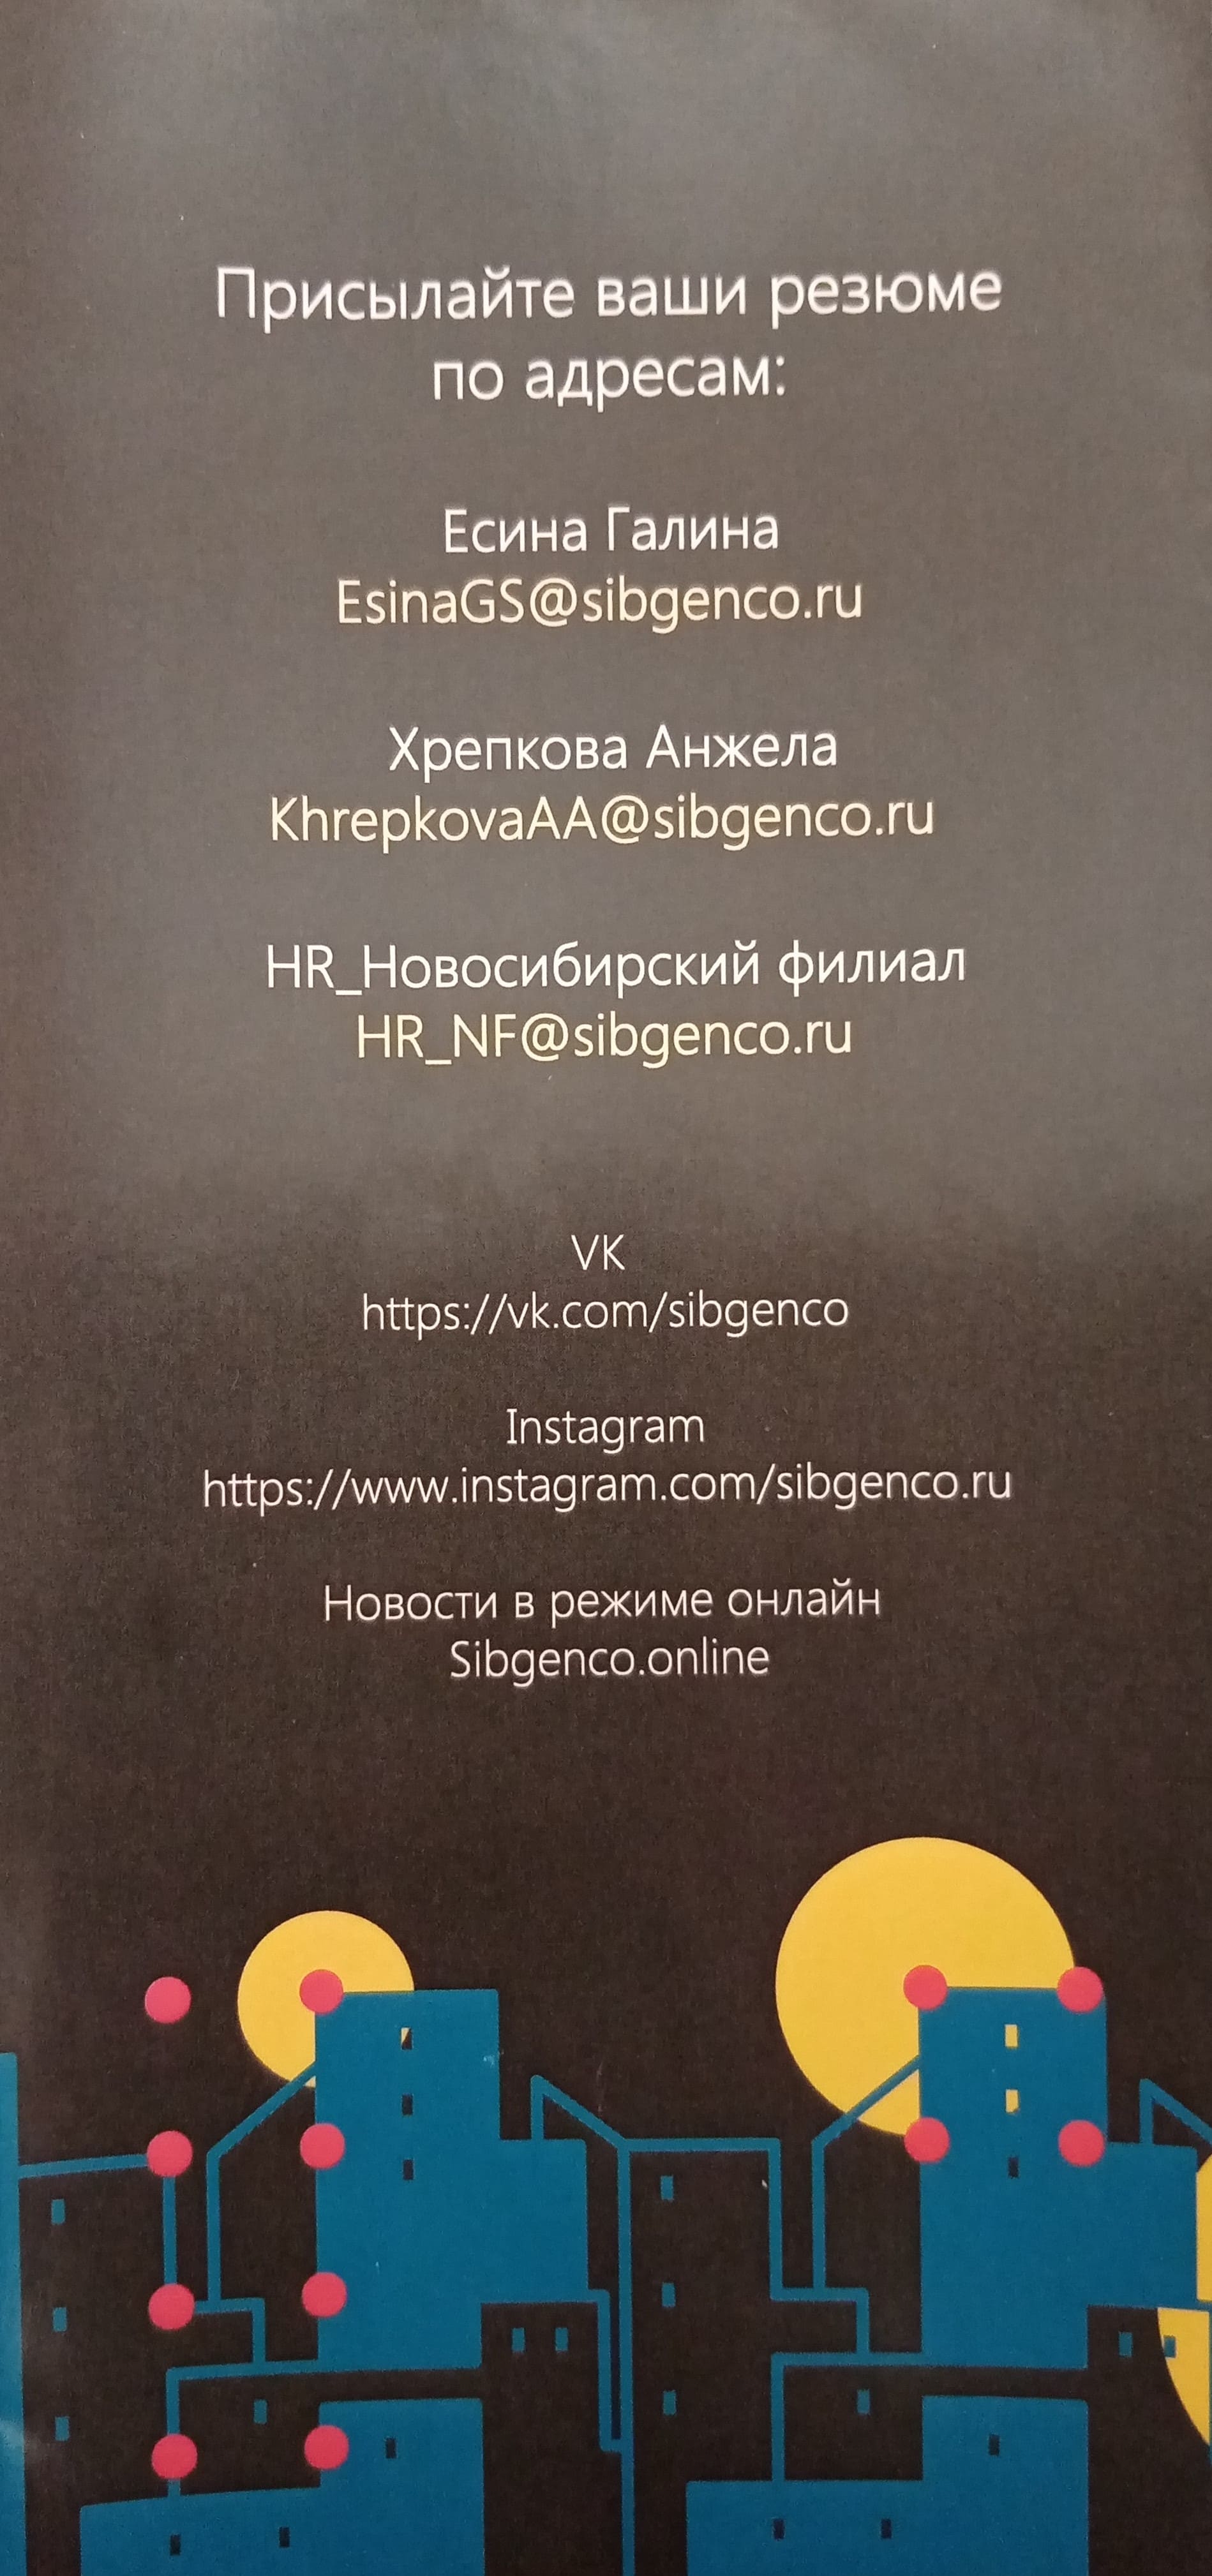 Присылайте ваши резюме
по адресам:
Есина Галина
EsinaGS@sibgenco.ru
Хрепкова Анжела
KhrepkovaAA@sibgenco.ru
HR_Новосибирский филиал
HR_NF@sibgenco.ru
VK
https://vk.com/sibgenco
Instagram
https://www.instagram.com/sibgenco.ru
Новости в режиме онлайн
Sibgenco.online